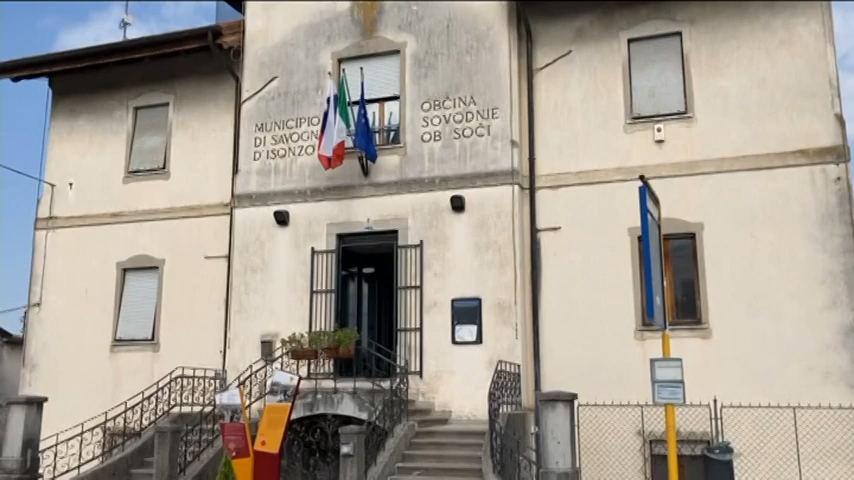 MUNICIPIO
DI SAVOGNA
D'ISONZO
OBČINA
SOVODNJE
OB SOČI